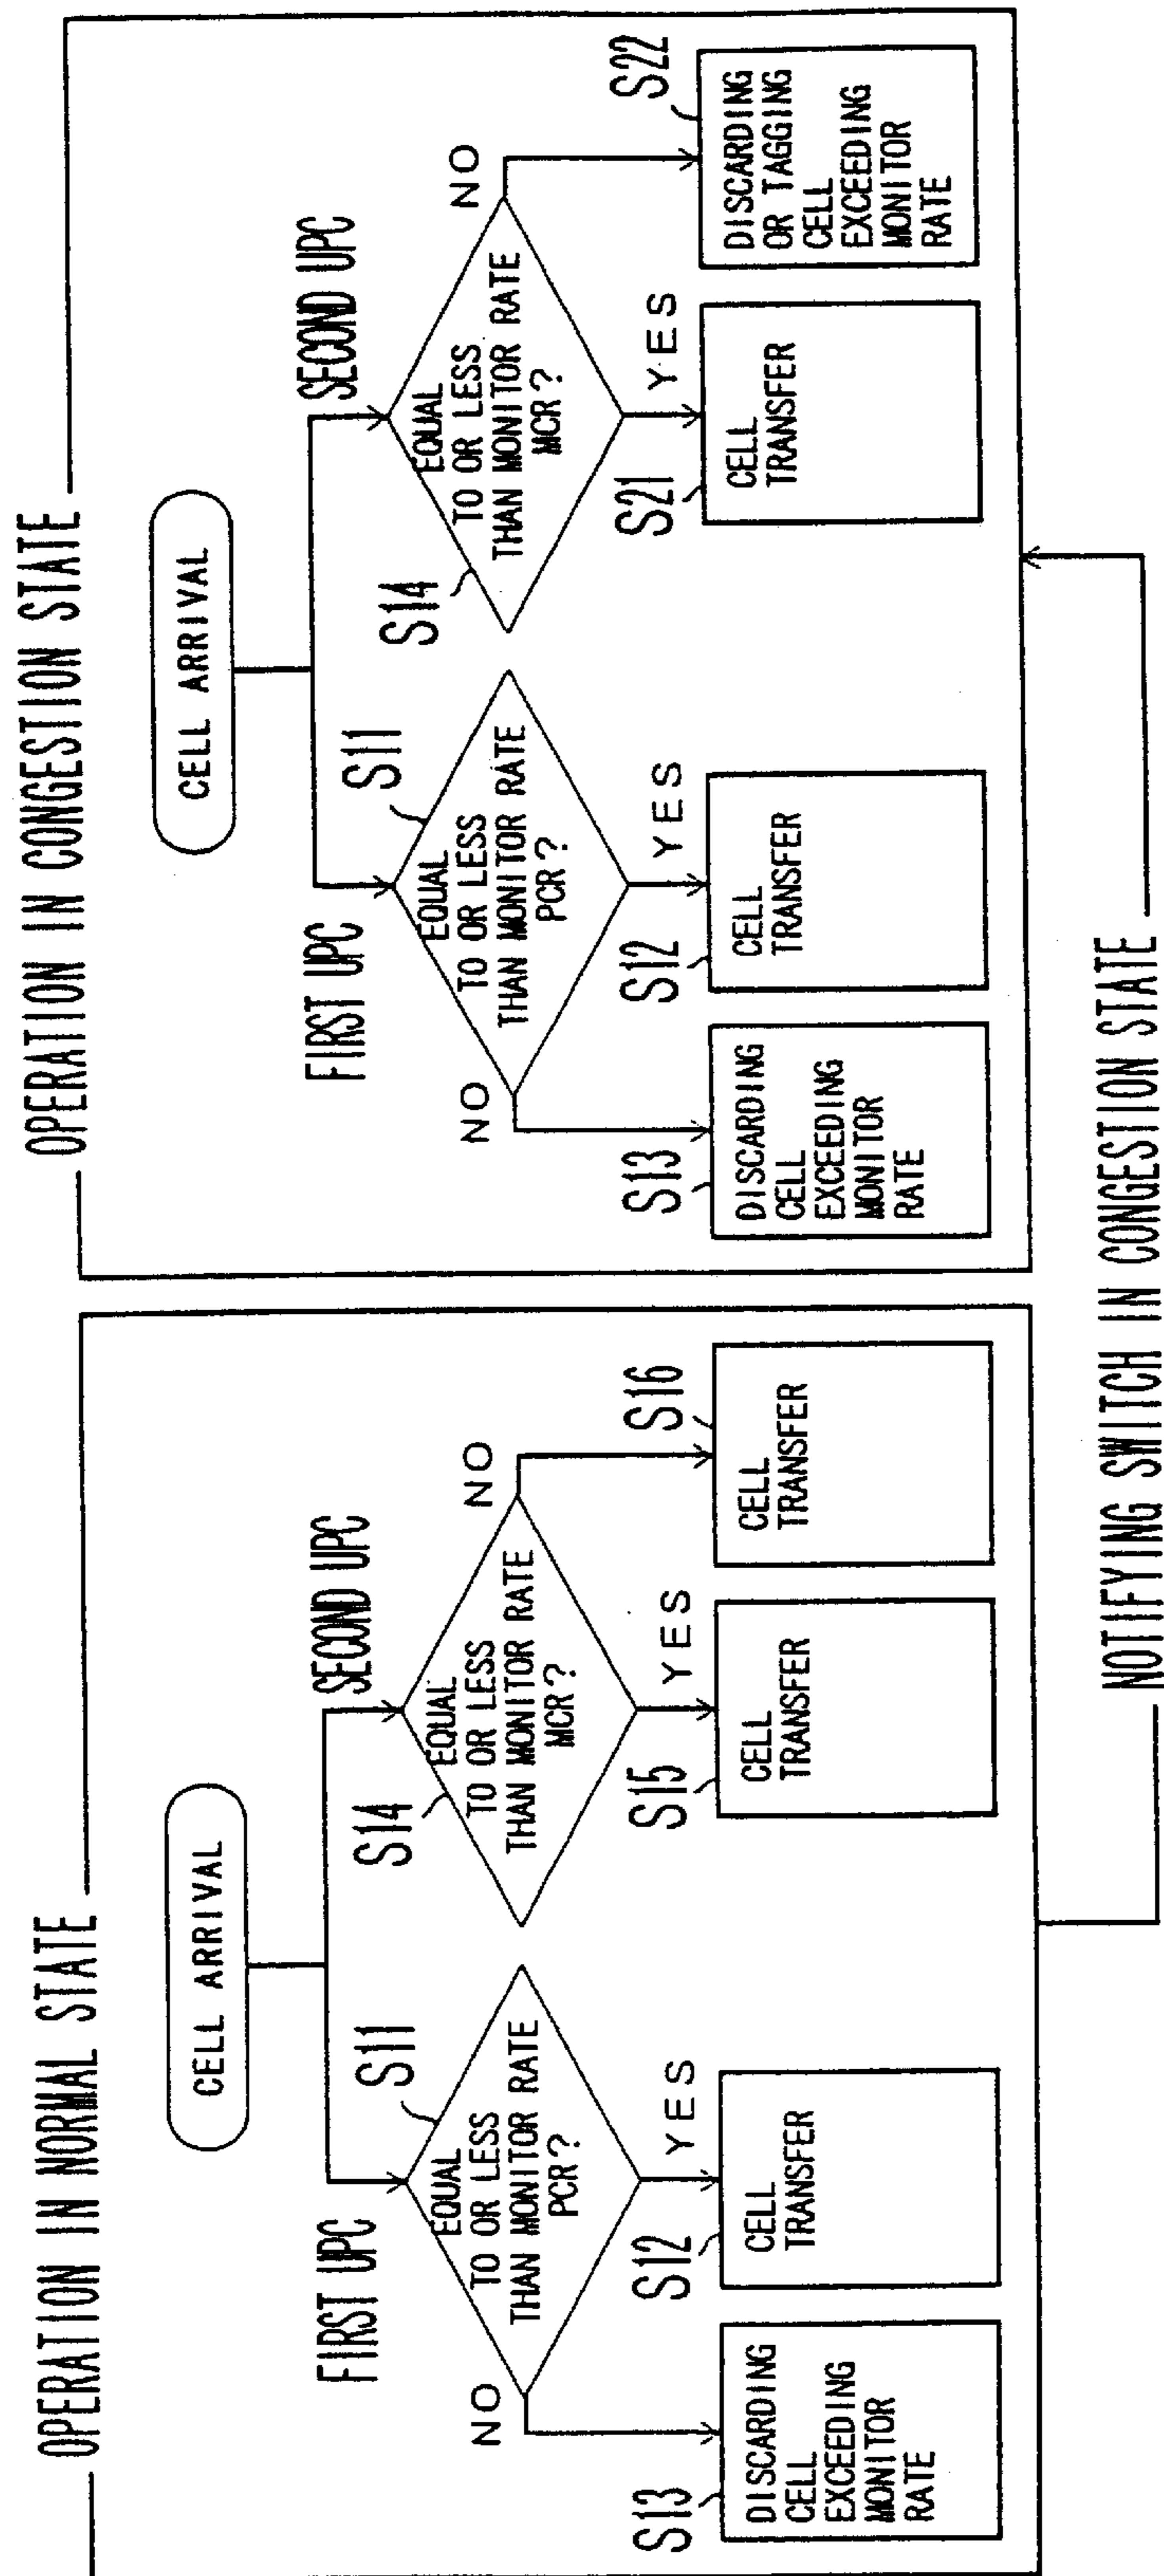 OPERATION IN NORMAL STATE
CELL ARRIVAL
FIRST UPC
SECOND UPC
S11
EQUAL
TO OR LESS
THAN MONITOR RATE
PCR?
S14
EQUAL
TO OR LESS
THAN MONITOR RATE
MCR?
NO
YES
YES
NO
S13
DISCARDING
CELL
EXCEEDING
MONITOR
RATE
S12
CELL
TRANSFER
S15
CELL
TRANSFER
S16
CELL
TRANSFER
OPERATION IN CONGESTION STATE
CELL ARRIVAL
FIRST UPC
SECOND UPC
S11
EQUAL
TO OR LESS
THAN MONITOR RATE
PCR?
S14
EQUAL
TO OR LESS
THAN MONITOR RATE
MCR?
NO
YES
YES
NO
S13
DISCARDING
CELL
EXCEEDING
MONITOR
RATE
S12
CELL
TRANSFER
S21
CELL
TRANSFER
S22
DISCARDING
OR TAGGING
CELL
EXCEEDING
MONITOR
RATE
NOTIFYING SWITCH IN CONGESTION STATE